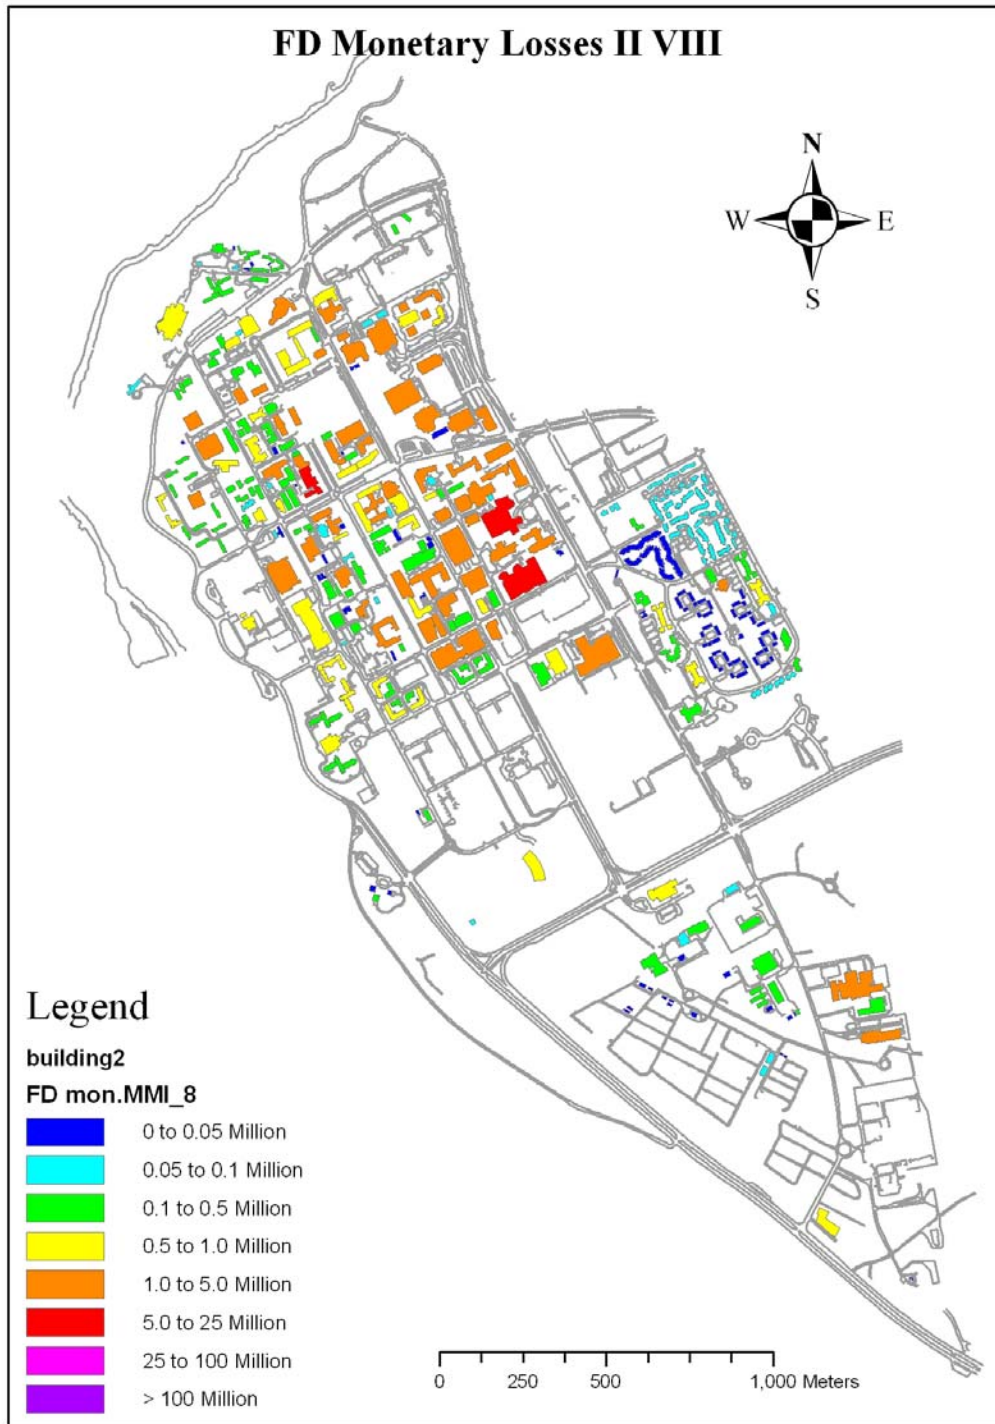 FD Monetary Losses II VIII
N
W
E
S
Legend
building2
FD mon.MMI_8
0 to 0.05 Million
0.05 to 0.1 Million
0.1 to 0.5 Million
0.5 to 1.0 Million
1.0 to 5.0 Million
5.0 to 25 Million
25 to 100 Million
> 100 Million
0 250 500 1,000 Meters